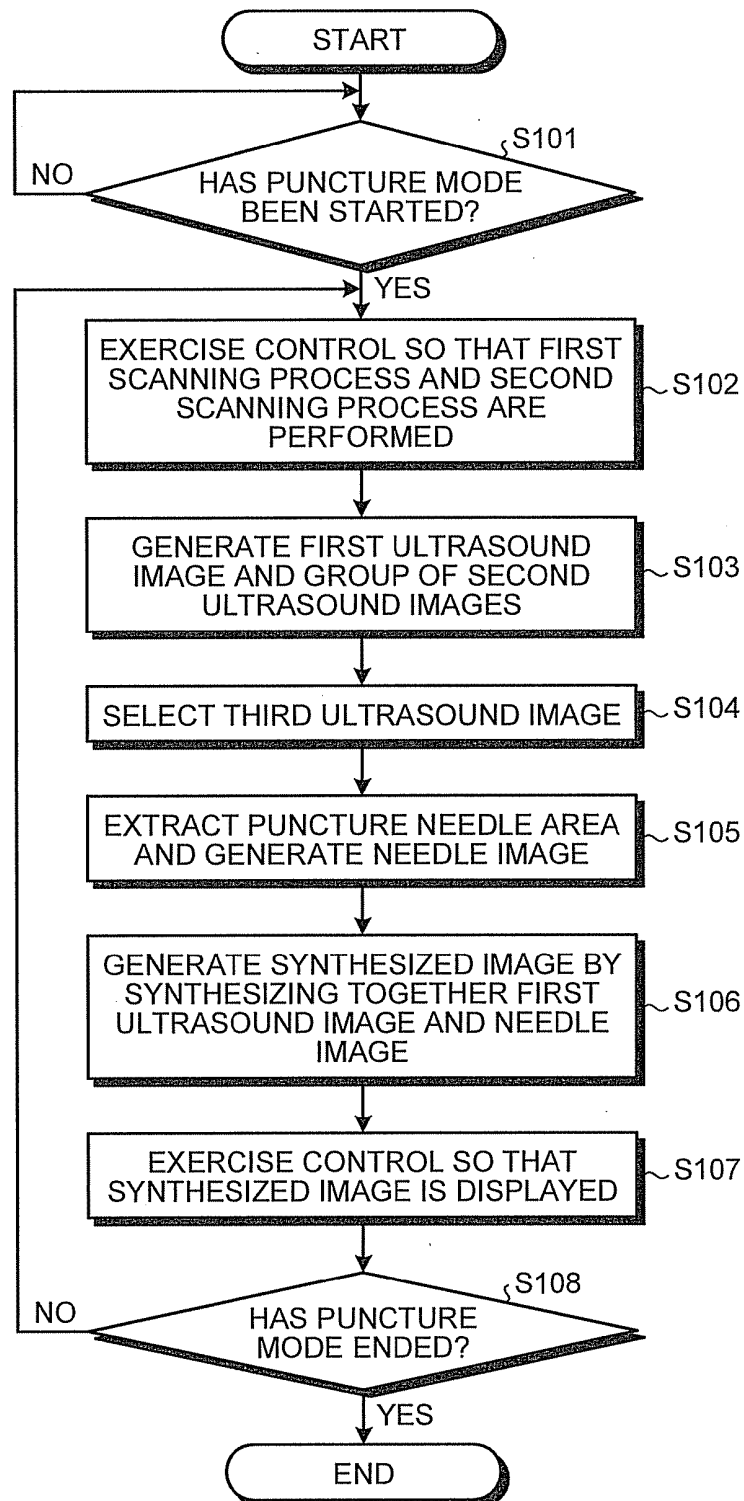 START
S101
NO
HAS PUNCTURE MODE
BEEN STARTED?
YES
EXERCISE CONTROL SO THAT FIRST
SCANNING PROCESS AND SECOND
SCANNING PROCESS ARE
PERFORMED
S102
GENERATE FIRST ULTRASOUND
IMAGE AND GROUP OF SECOND
ULTRASOUND IMAGES
S103
SELECT THIRD ULTRASOUND IMAGE
S104
EXTRACT PUNCTURE NEEDLE AREA
AND GENERATE NEEDLE IMAGE
S105
GENERATE SYNTHESIZED IMAGE BY
SYNTHESIZING TOGETHER FIRST
ULTRASOUND IMAGE AND NEEDLE
IMAGE
S106
EXERCISE CONTROL SO THAT
SYNTHESIZED IMAGE IS DISPLAYED
S107
S108
NO
HAS PUNCTURE
MODE ENDED?
YES
END